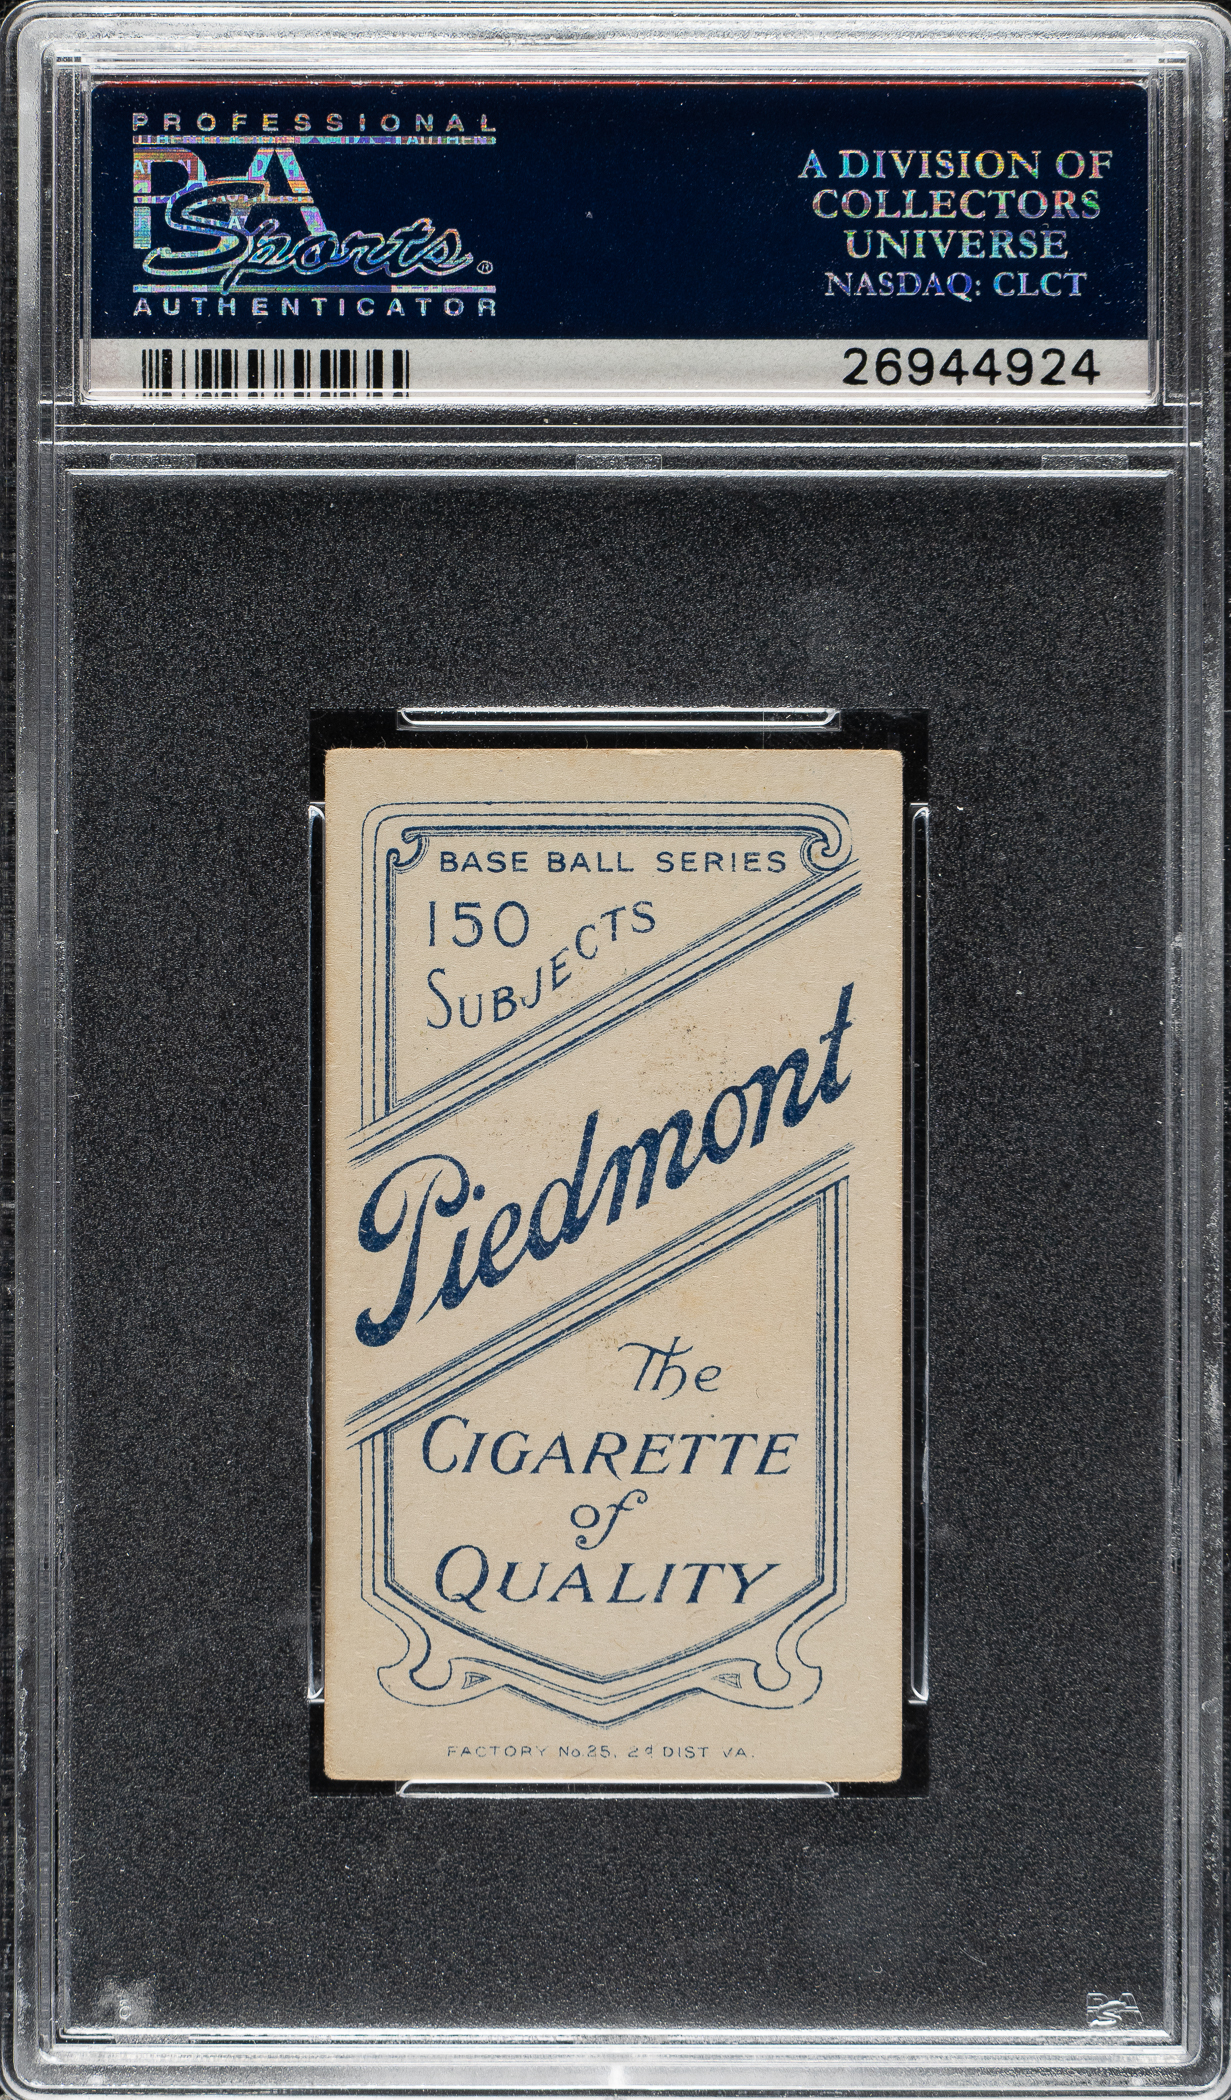 PROFESSIONAL
PSA
Sports®
AUTHENTICATOR
A DIVISION OF
COLLECTORS
UNIVERSE
NASDAQ: CLCT
26944924
BASE BALL SERIES
150
SUBJECTS
Piedmont
The
CIGARETTE
of
QUALITY
FACTORY No. 25, 2d DIST VA.
PSA